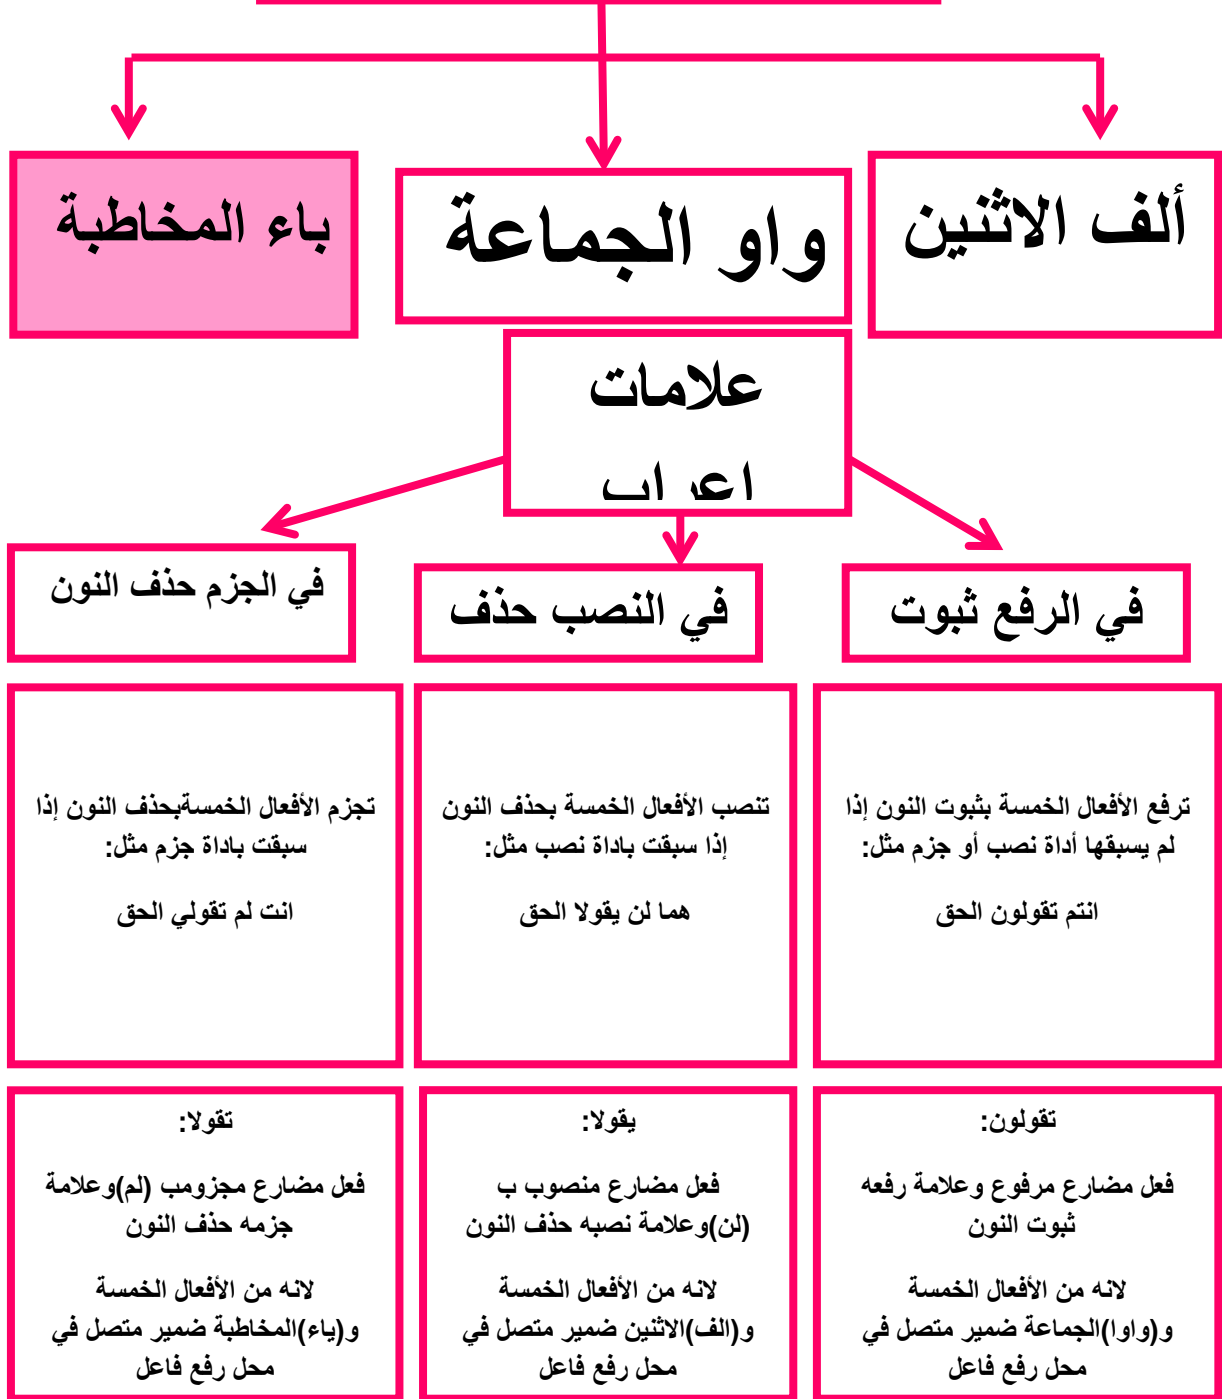 ألف الاثنين
واو الجماعة
باء المخاطبة
علامات
اعراب
في الرفع ثبوت
في النصب حذف
في الجزم حذف النون
ترفع الأفعال الخمسة بثبوت النون إذا
لم يسبقها أداة نصب أو جزم مثل:
انتم تقولون الحق
تنصب الأفعال الخمسة بحذف النون
إذا سبقت باداة نصب مثل:
هما لن يقولا الحق
تجزم الأفعال الخمسةبحذف النون إذا
سبقت باداة جزم مثل:
انت لم تقولي الحق
تقولون:
فعل مضارع مرفوع وعلامة رفعه
ثبوت النون
لانه من الأفعال الخمسة
و(واوا)الجماعة ضمير متصل في
محل رفع فاعل
يقولا:
فعل مضارع منصوب ب
(لن)وعلامة نصبه حذف النون
لانه من الأفعال الخمسة
و(الف)الاثنين ضمير متصل في
محل رفع فاعل
تقولا:
فعل مضارع مجزومب (لم)وعلامة
جزمه حذف النون
لانه من الأفعال الخمسة
و(ياء)المخاطبة ضمير متصل في
محل رفع فاعل